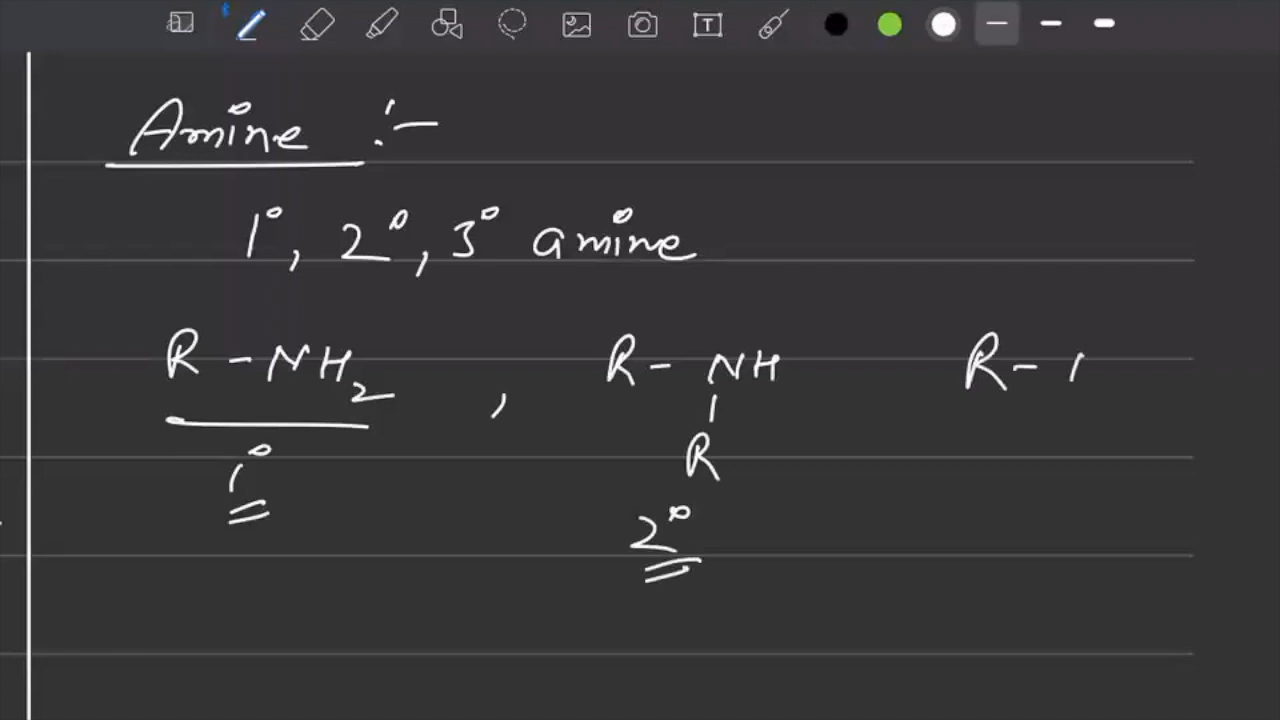 Amine :-
1°, 2°, 3° amine
R - NH2 , R - NH R - 
|
R
1°
2°